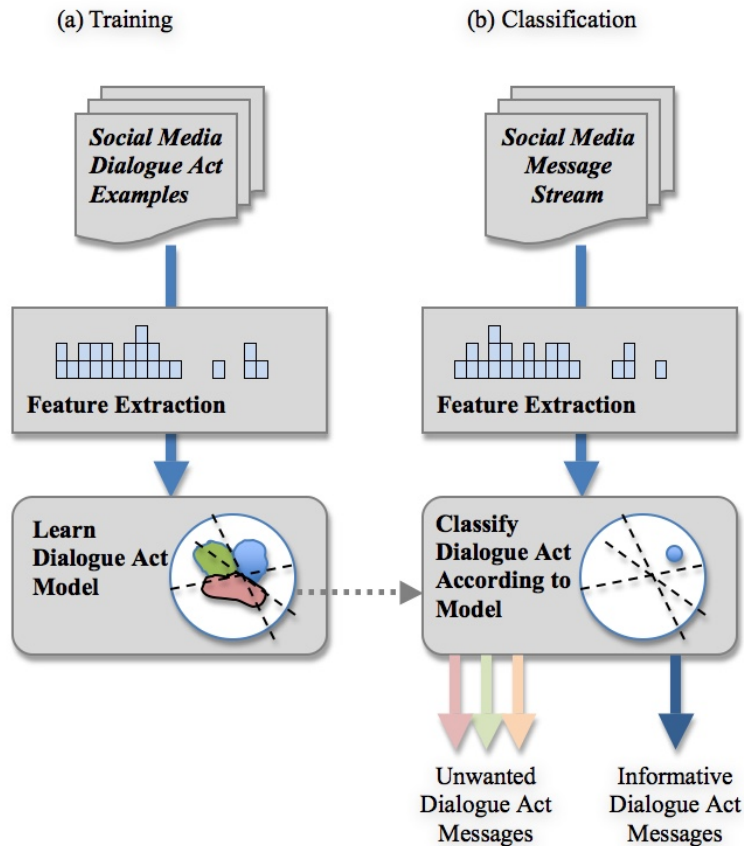 (a) Training
Social Media
Dialogue Act
Examples
Feature Extraction
Learn
Dialogue Act
Model
(b) Classification
Social Media
Message
Stream
Feature Extraction
Classify
Dialogue Act
According to
Model
Unwanted
Dialogue Act
Messages
Informative
Dialogue Act
Messages